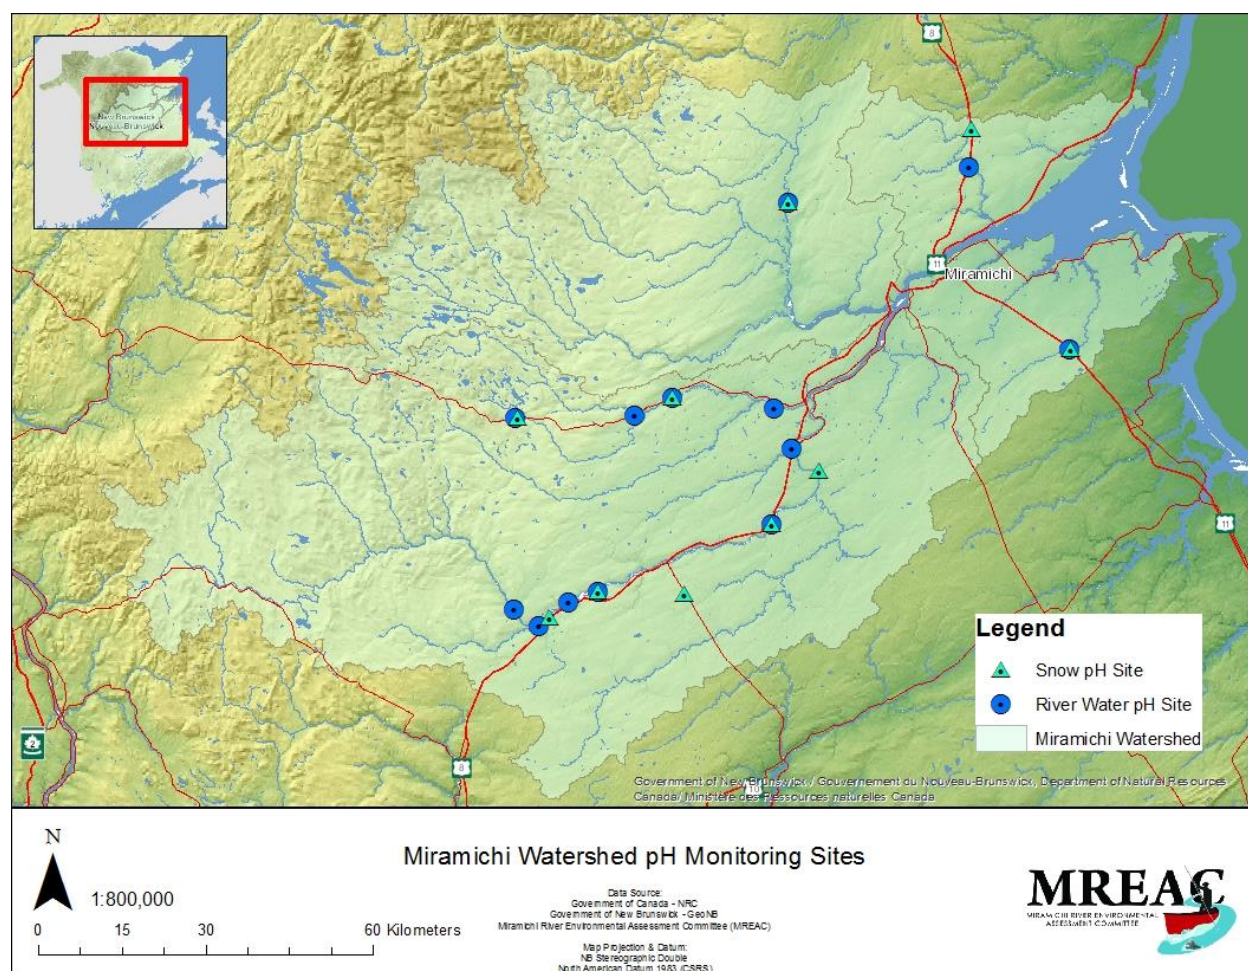 New Brunswick
Nouveau-Brunswick
8
11
Miramichi
11
2
8
Legend
Snow pH Site
River Water pH Site
Miramichi Watershed
Government of New Brunswick / Gouvernement du Nouveau-Brunswick, Department of Natural Resources
Canada/ Ministère des Ressources naturelles Canada
N
1:800,000
0 15 30 60 Kilometers
Miramichi Watershed pH Monitoring Sites
Data Source:
Government of Canada - NRC
Government of New Brunswick - GeoNB
Miramichi River Environmental Assessment Committee (MREAC)
Map Projection & Datum:
NB Stereographic Double
North American Datum 1983 (CSRS)
MREAC
MIRAMICHI RIVER ENVIRONMENTAL
ASSESSMENT COMMITTEE